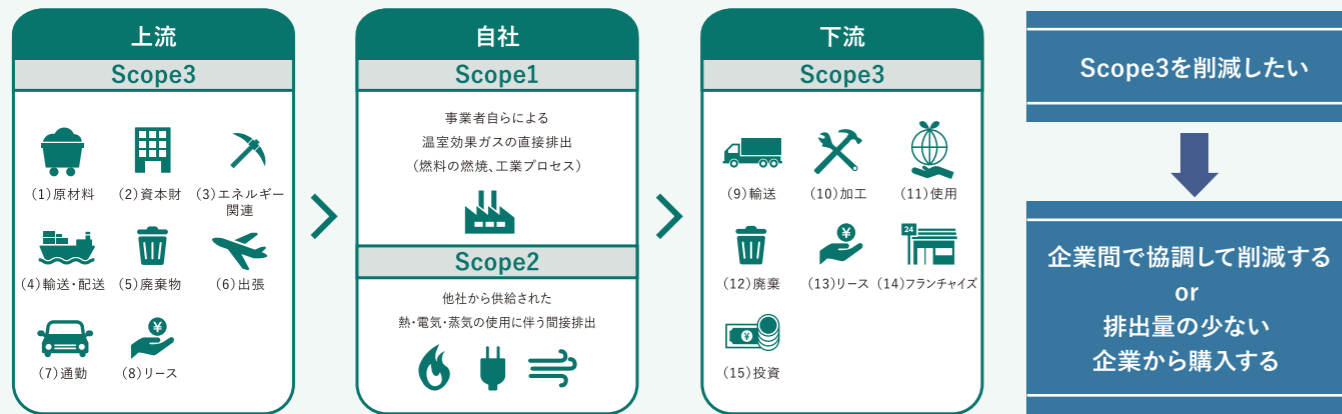 上流
Scope3
(1)原材料
(2)資本財
(3)エネルギー
関連
(4)輸送・配送
(5)廃棄物
(6)出張
(7)通勤
¥
(8)リース
自社
Scope1
事業者自らによる
温室効果ガスの直接排出
(燃料の燃焼、工業プロセス)
Scope2
他社から供給された
熱・電気・蒸気の使用に伴う間接排出
下流
Scope3
(9)輸送
(10)加工
(11)使用
(12)廃棄
¥
(13)リース
24
(14)フランチャイズ
¥
(15)投資
Scope3を削減したい
企業間で協調して削減する
or
排出量の少ない
企業から購入する